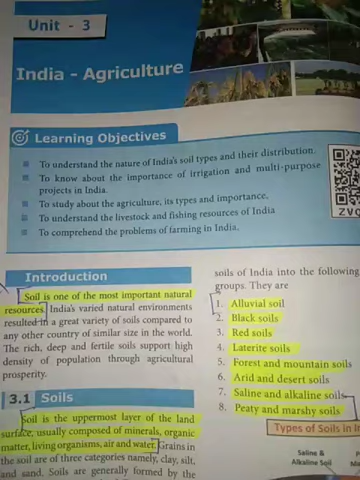 Unit - 3
India - Agriculture
Learning Objectives
To understand the nature of India's soil types and their distribution.
To know about the importance of irrigation and multi-purpose
projects in India.
To study about the agriculture, its types and importance.
To understand the livestock and fishing resources of India
To comprehend the problems of farming in India.
Introduction
Soil is one of the most important natural
resources. India's varied natural environments
resulted in a great variety of soils compared to
any other country of similar size in the world.
The rich, deep and fertile soils support high
density of population through agricultural
prosperity.
3.1 Soils
Soil is the uppermost layer of the land
surface, usually composed of minerals, organic
matter, living organisms, air and water. Grains in
the soil are of three categories namely, clay, silt,
and sand. Soils are generally formed by the
soils of India into the following
groups. They are
1. Alluvial soil
2. Black soils
3. Red soils
4. Laterite soils
5. Forest and mountain soils
6. Arid and desert soils
7. Saline and alkaline soils
8. Peaty and marshy soils
Types of Soils in I
Saline &
Alkaline Soil